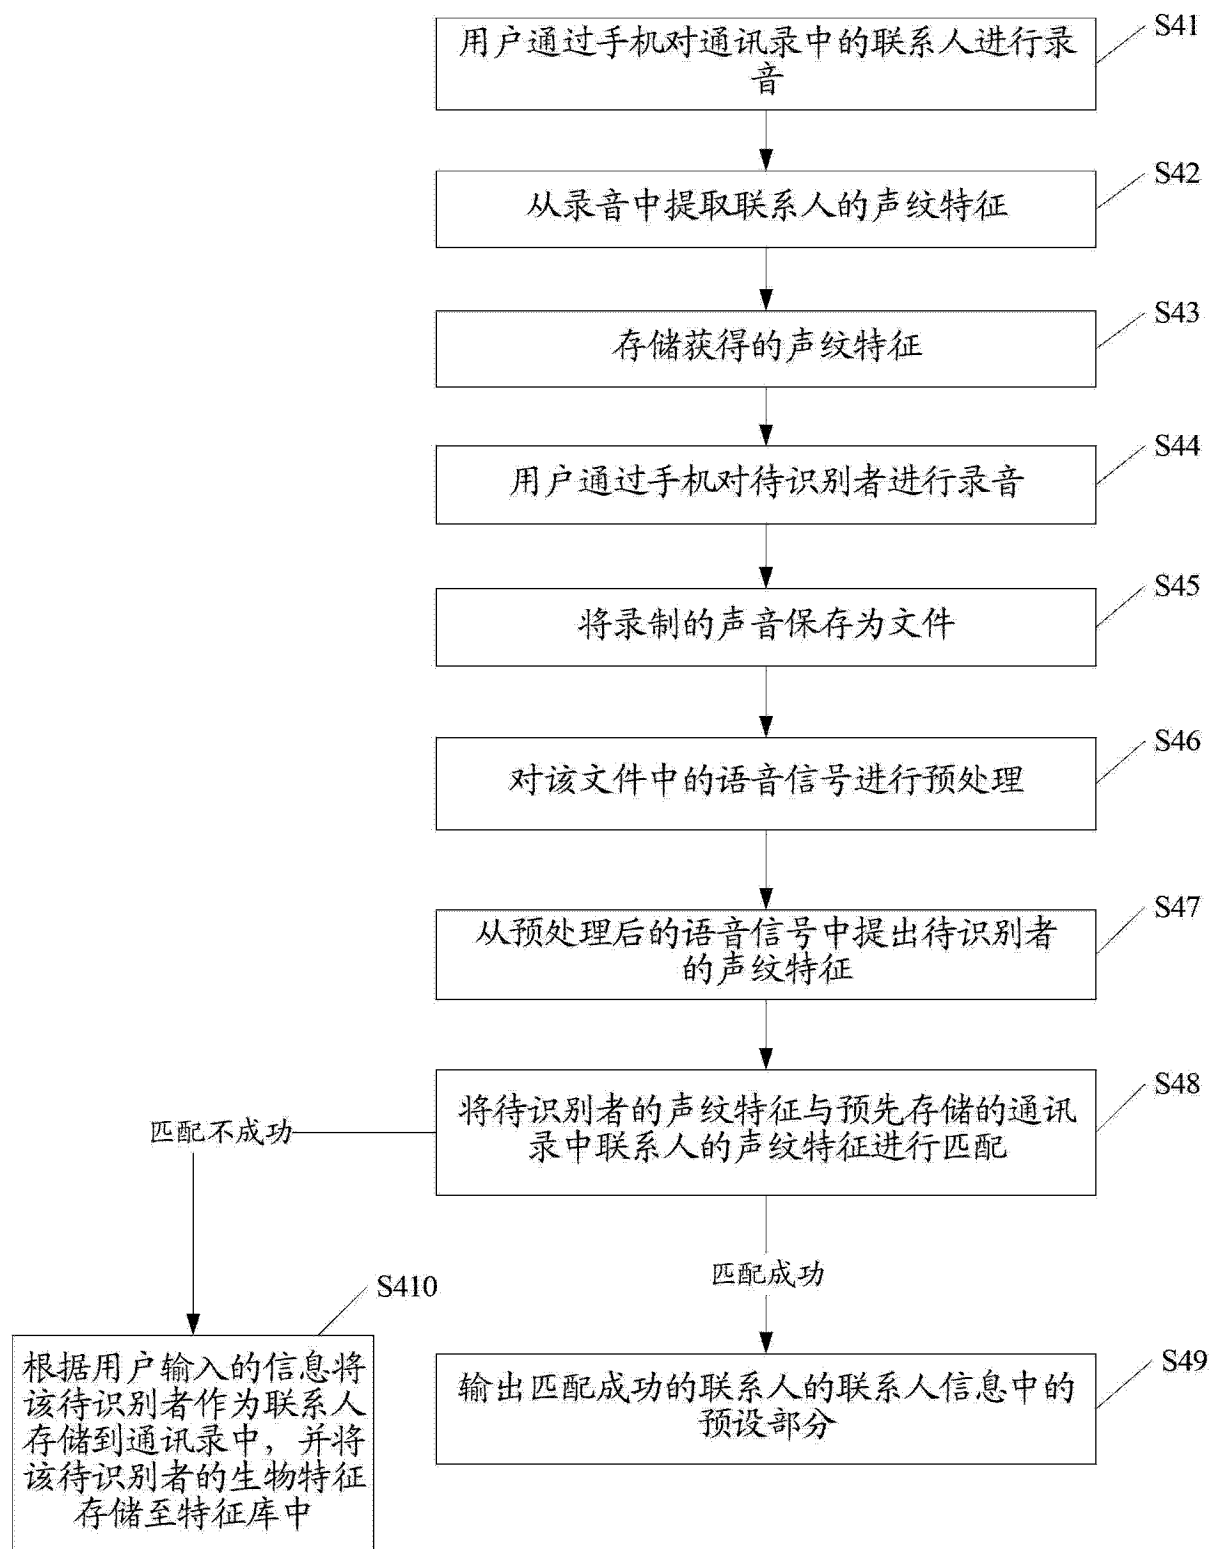 S41
用户通过手机对通讯录中的联系人进行录
音
S42
从录音中提取联系人的声纹特征
S43
存储获得的声纹特征
S44
用户通过手机对待识别者进行录音
S45
将录制的声音保存为文件
S46
对该文件中的语音信号进行预处理
S47
从预处理后的语音信号中提出待识别者
的声纹特征
S48
将待识别者的声纹特征与预先存储的通讯
录中联系人的声纹特征进行匹配
匹配不成功
匹配成功
S410
根据用户输入的信息将
该待识别者作为联系人
存储到通讯录中，并将
该待识别者的生物特征
存储至特征库中
S49
输出匹配成功的联系人的联系人信息中的
预设部分